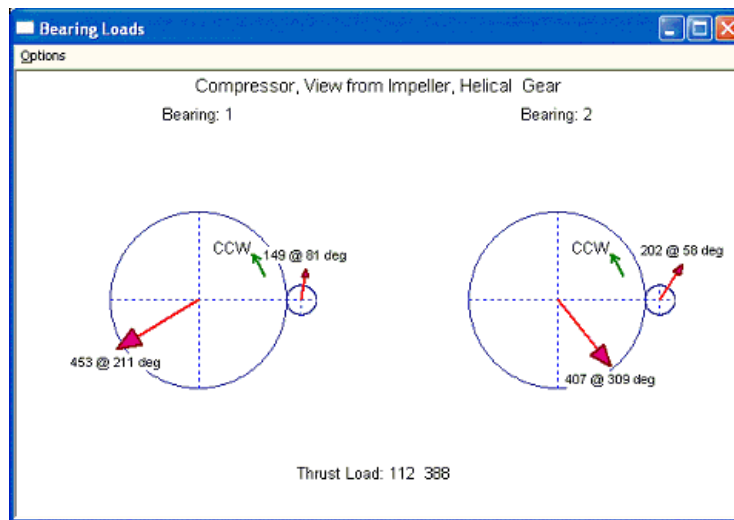 Bearing Loads
Options
Compressor, View from Impeller, Helical  Gear
Bearing: 1
Bearing: 2
CCW
149 @ 81 deg
453 @ 211 deg
CCW
202 @ 58 deg
407 @ 309 deg
Thrust Load: 112  388